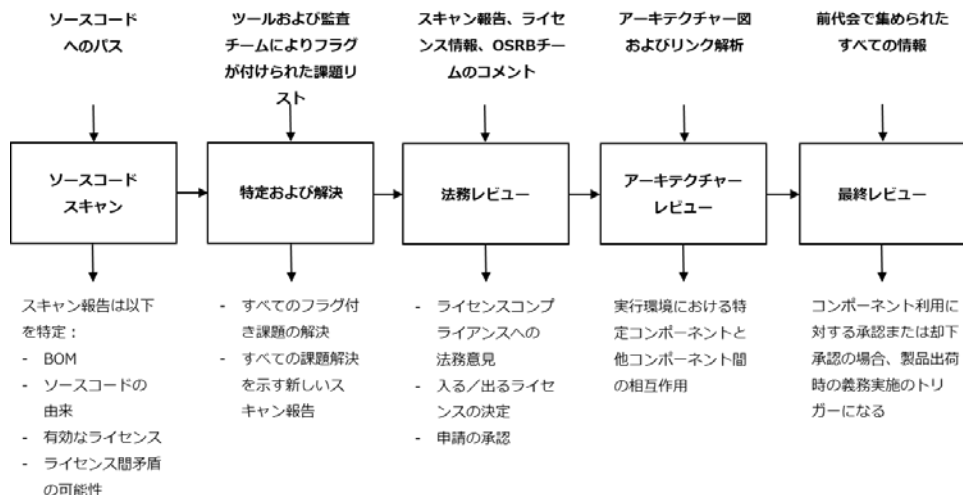 ソースコード
へのパス
ツールおよび監査
チームによりフラグ
が付けられた課題リ
スト
スキャン報告、ライセ
ンス情報、OSRBチー
ムのコメント
アーキテクチャー図
およびリンク解析
前代会で集められた
すべての情報
ソースコード
スキャン
特定および解決
法務レビュー
アーキテクチャー
レビュー
最終レビュー
スキャン報告は以下
を特定：
- BOM
- ソースコードの
由来
- 有効なライセンス
- ライセンス間矛盾
の可能性
- すべてのフラグ付
き課題の解決
- すべての課題解決
を示す新しいス
キャン報告
- ライセンスコンプ
ライアンスへの
法務意見
- 入る／出るライセ
ンスの決定
- 申請の承認
実行環境における特
定コンポーネントと
他コンポーネント間
の相互作用
コンポーネント利用に
対する承認または却下
承認の場合、製品出荷
時の義務実施のトリ
ガーになる